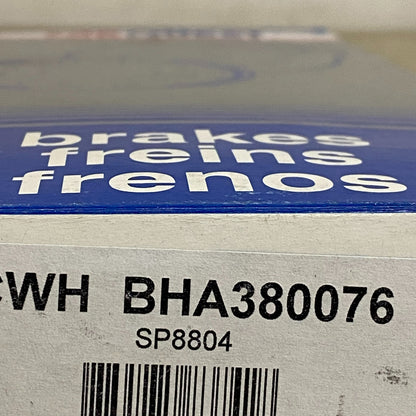 brakes
freins
frenos
CWH BHA380076
SP8804